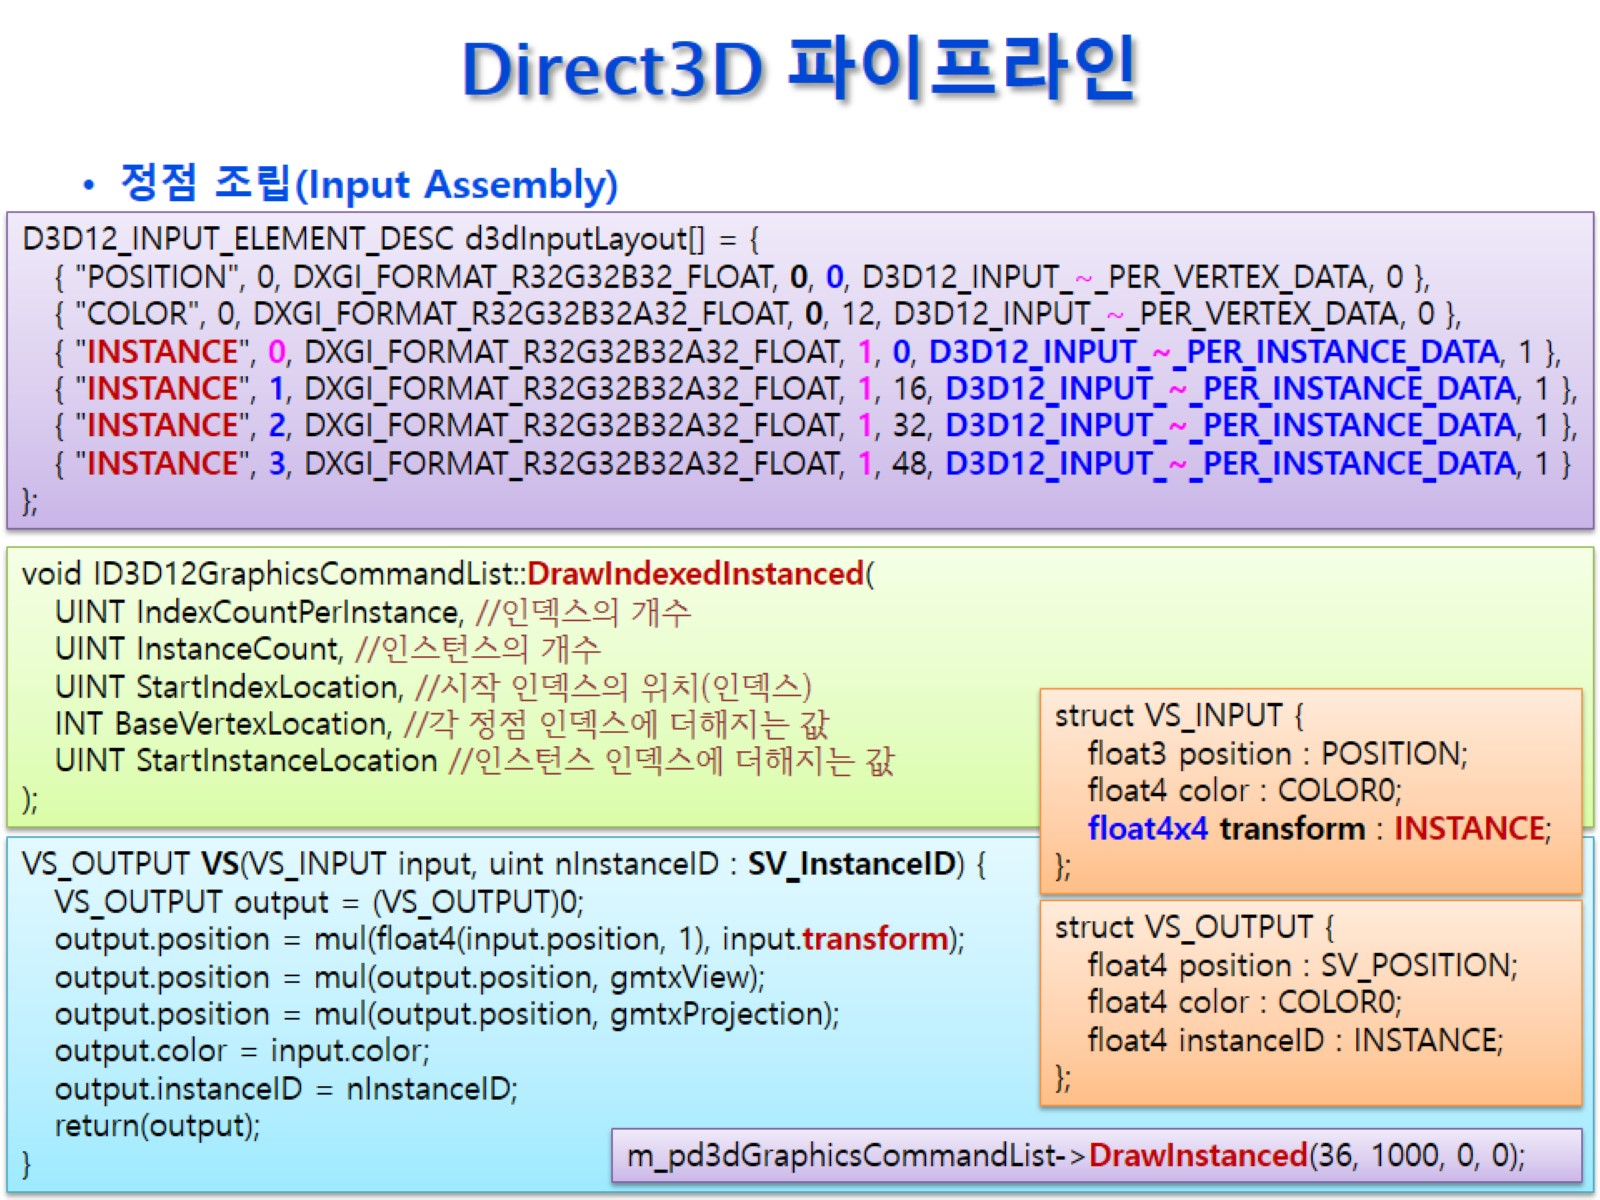 Direct3D 파이프라인
• 정점 조립(Input Assembly)
D3D12_INPUT_ELEMENT_DESC d3dInputLayout[] = {
{ "POSITION", 0, DXGI_FORMAT_R32G32B32_FLOAT, 0, 0, D3D12_INPUT_~_PER_VERTEX_DATA, 0 },
{ "COLOR", 0, DXGI_FORMAT_R32G32B32A32_FLOAT, 0, 12, D3D12_INPUT_~_PER_VERTEX_DATA, 0 },
{ "INSTANCE", 0, DXGI_FORMAT_R32G32B32A32_FLOAT, 1, 0, D3D12_INPUT_~_PER_INSTANCE_DATA, 1 },
{ "INSTANCE", 1, DXGI_FORMAT_R32G32B32A32_FLOAT, 1, 16, D3D12_INPUT_~_PER_INSTANCE_DATA, 1 },
{ "INSTANCE", 2, DXGI_FORMAT_R32G32B32A32_FLOAT, 1, 32, D3D12_INPUT_~_PER_INSTANCE_DATA, 1 },
{ "INSTANCE", 3, DXGI_FORMAT_R32G32B32A32_FLOAT, 1, 48, D3D12_INPUT_~_PER_INSTANCE_DATA, 1 }
};
void ID3D12GraphicsCommandList::DrawIndexedInstanced(
UINT IndexCountPerInstance, //인덱스의 개수
UINT InstanceCount, //인스턴스의 개수
UINT StartIndexLocation, //시작 인덱스의 위치(인덱스)
INT BaseVertexLocation, //각 정점 인덱스에 더해지는 값
UINT StartInstanceLocation //인스턴스 인덱스에 더해지는 값
);
struct VS_INPUT {
float3 position : POSITION;
float4 color : COLOR0;
float4x4 transform : INSTANCE;
};
VS_OUTPUT VS(VS_INPUT input, uint nInstanceID : SV_InstanceID) {
VS_OUTPUT output = (VS_OUTPUT)0;
output.position = mul(float4(input.position, 1), input.transform);
output.position = mul(output.position, gmtxView);
output.position = mul(output.position, gmtxProjection);
output.color = input.color;
output.instanceID = nInstanceID;
return(output);
}
struct VS_OUTPUT {
float4 position : SV_POSITION;
float4 color : COLOR0;
float4 instanceID : INSTANCE;
};
m_pd3dGraphicsCommandList->DrawInstanced(36, 1000, 0, 0);